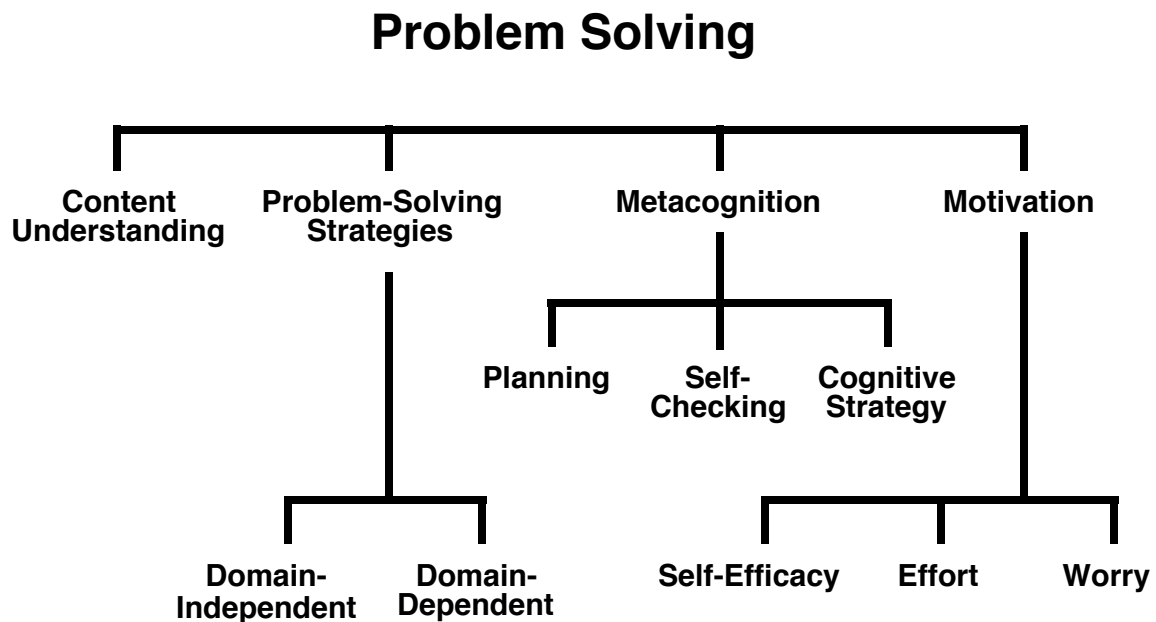 Problem Solving
Content
Understanding
Problem-Solving
Strategies
Metacognition
Motivation
Planning
Self-
Checking
Cognitive
Strategy
Domain-
Independent
Domain-
Dependent
Self-Efficacy
Effort
Worry